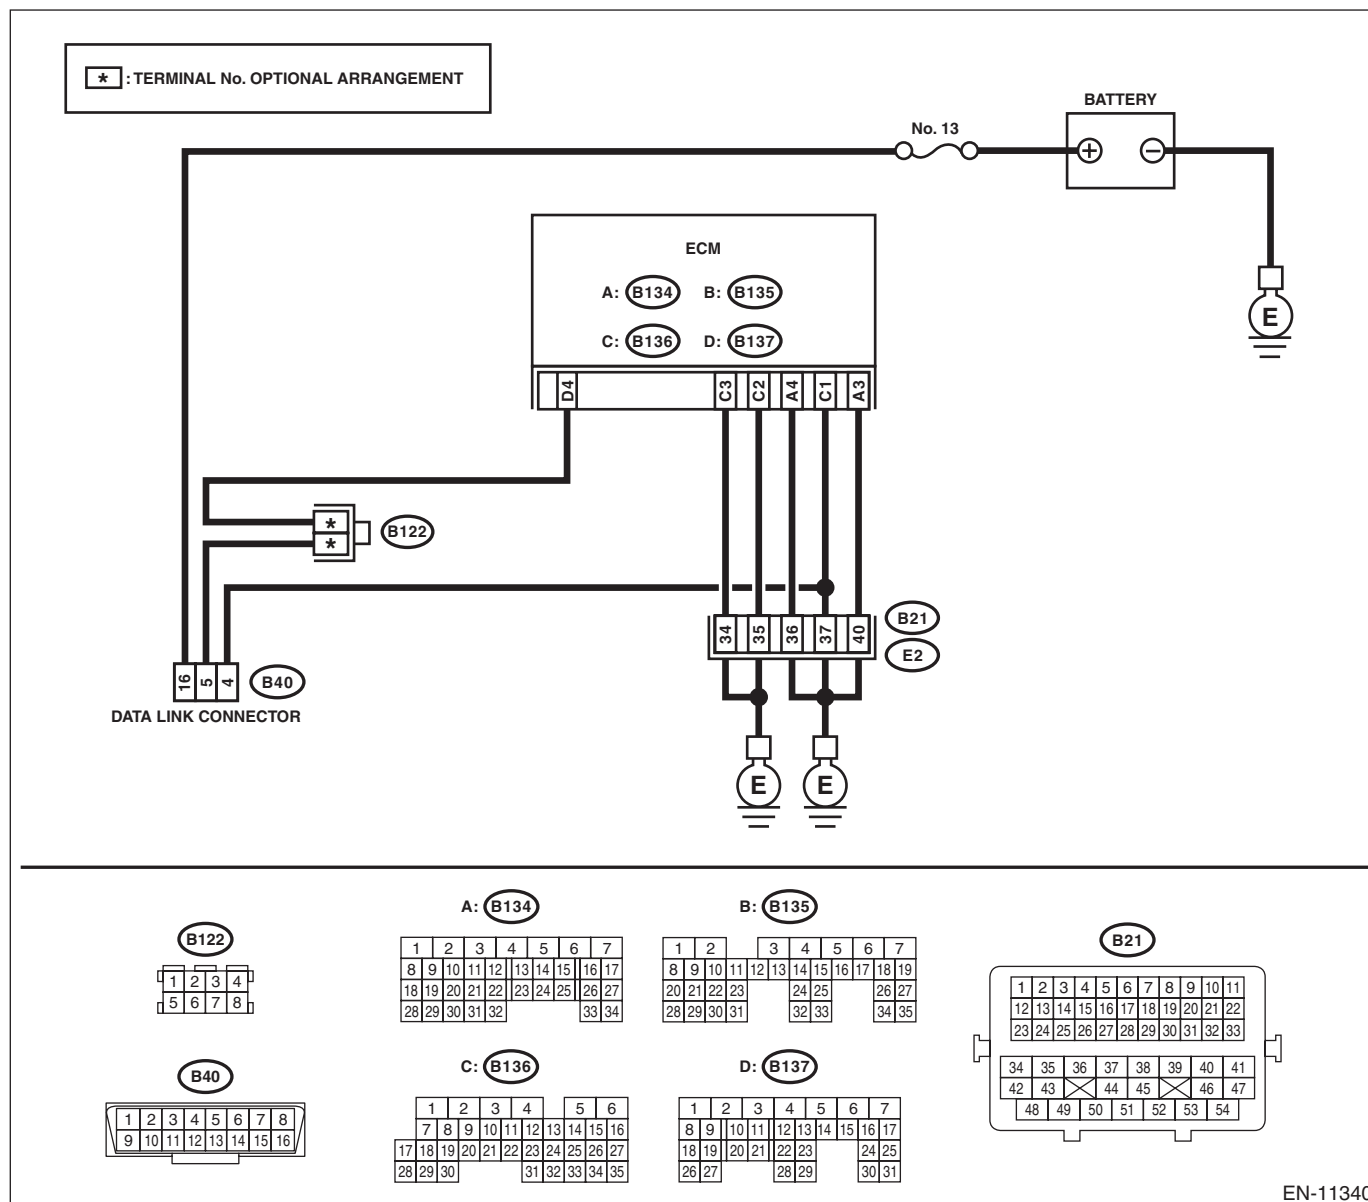 * : TERMINAL No. OPTIONAL ARRANGEMENT
BATTERY
No. 13
+ −
E
ECM
A: B134 B: B135
C: B136 D: B137
D4 C3 C2 A4 C1 A3
*
*
B122
34 35 36 37 40
B21
E2
16 5 4
B40
DATA LINK CONNECTOR
E E
B122
1 2 3 4
5 6 7 8
A: B134
1 2 3 4 5 6 7
8 9 10 11 12 13 14 15 16 17
18 19 20 21 22 23 24 25 26 27
28 29 30 31 32 33 34
B: B135
1 2 3 4 5 6 7
8 9 10 11 12 13 14 15 16 17 18 19
20 21 22 23 24 25 26 27
28 29 30 31 32 33 34 35
B21
1 2 3 4 5 6 7 8 9 10 11
12 13 14 15 16 17 18 19 20 21 22
23 24 25 26 27 28 29 30 31 32 33
34 35 36 37 38 39 40 41
42 43 44 45 46 47
48 49 50 51 52 53 54
B40
1 2 3 4 5 6 7 8
9 10 11 12 13 14 15 16
C: B136
1 2 3 4 5 6
7 8 9 10 11 12 13 14 15 16
17 18 19 20 21 22 23 24 25 26 27
28 29 30 31 32 33 34 35
D: B137
1 2 3 4 5 6 7
8 9 10 11 12 13 14 15 16 17
18 19 20 21 22 23 24 25
26 27 28 29 30 31
EN-11340